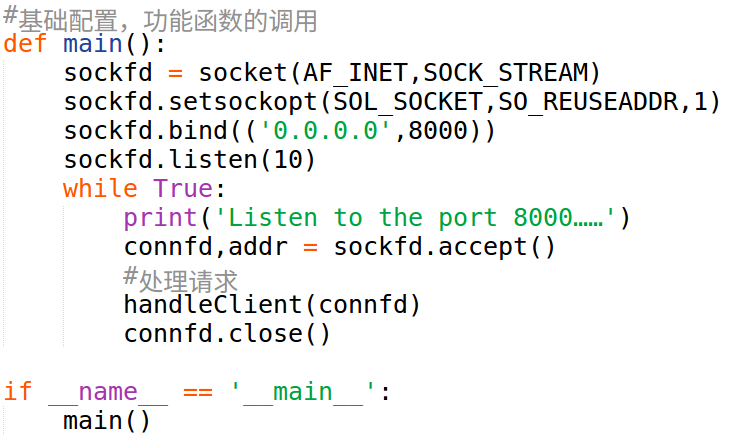 #基础配置，功能函数的调用
def main():
    sockfd = socket(AF_INET,SOCK_STREAM)
    sockfd.setsockopt(SOL_SOCKET,SO_REUSEADDR,1)
    sockfd.bind(('0.0.0.0',8000))
    sockfd.listen(10)
    while True:
        print('Listen to the port 8000……')
        connfd,addr = sockfd.accept()
        #处理请求
        handleClient(connfd)
        connfd.close()

if __name__ == '__main__':
    main()